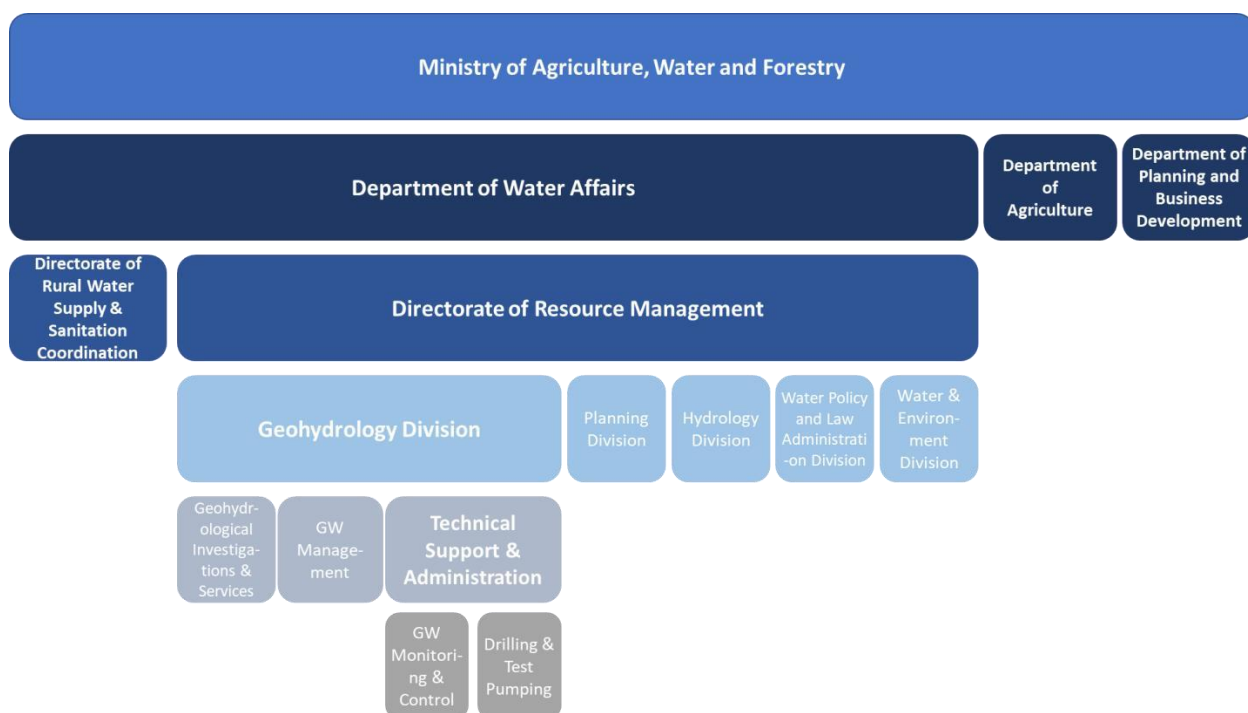 Ministry of Agriculture, Water and Forestry
Department of Water Affairs
Department
of
Agriculture
Department of
Planning and
Business
Development
Directorate of
Rural Water
Supply &
Sanitation
Coordination
Directorate of Resource Management
Geohydrology Division
Planning
Division
Hydrology
Division
Water Policy
and Law
Administrati
-on Division
Water &
Environ-
ment
Division
Geohydr-
ological
Investiga-
tions &
Services
GW
Manage-
ment
Technical
Support &
Administration
GW
Monitori-
ng &
Control
Drilling &
Test
Pumping